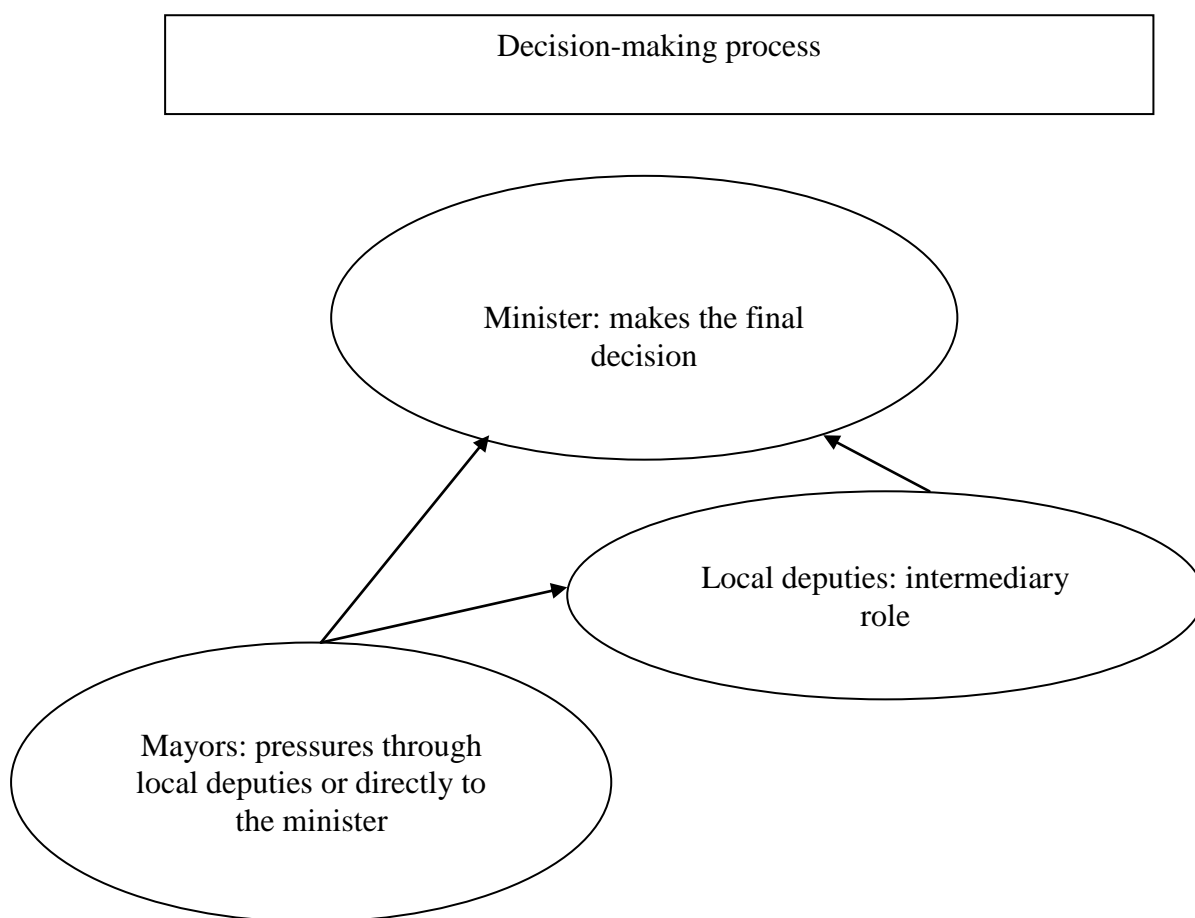 Decision-making process
Minister: makes the final
decision
Local deputies: intermediary
role
Mayors: pressures through
local deputies or directly to
the minister